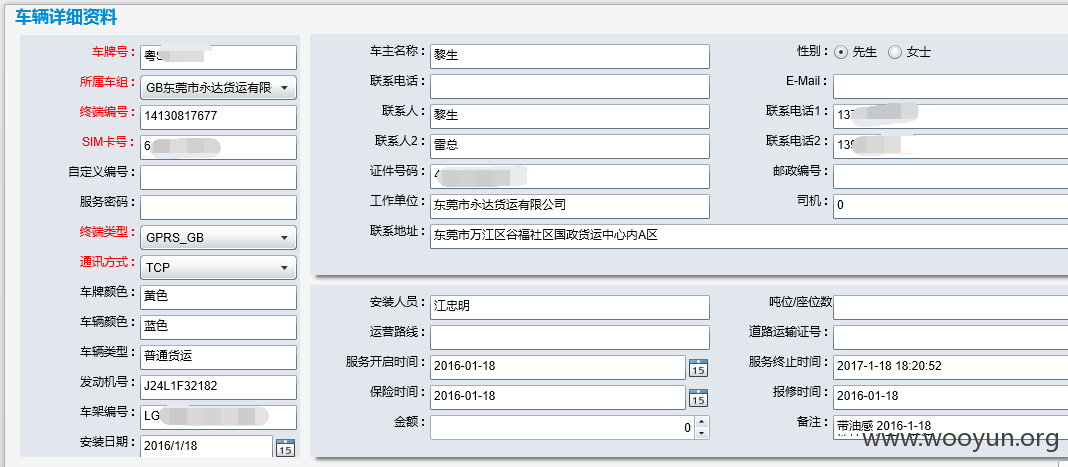 车辆详细资料
车牌号： 粤S
所属车组： GB东莞市永达货运有限
终端编号： 14130817677
SIM卡号： 6
自定义编号：
服务密码：
终端类型： GPRS_GB
通讯方式： TCP
车牌颜色： 黄色
车辆颜色： 蓝色
车辆类型： 普通货运
发动机号： J24L1F32182
车架编号： LG
安装日期： 2016/1/18 15
车主名称： 黎生 性别： 先生 女士
联系电话： E-Mail：
联系人： 黎生 联系电话1： 137
联系人2： 雷总 联系电话2： 139
证件号码： 4 邮政编号：
工作单位： 东莞市永达货运有限公司 司机： 0
联系地址： 东莞市万江区谷福社区国政货运中心内A区
安装人员： 江忠明 吨位/座位数
运营路线： 道路运输证号：
服务开启时间： 2016-01-18 15 服务终止时间： 2017-1-18 18:20:52
保险时间： 2016-01-18 15 报修时间： 2016-01-18
金额： 0 备注： 带油感 2016-1-18
www.wooyun.org